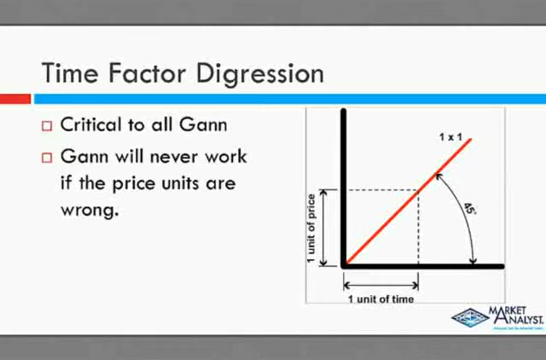 Time Factor Digression
Critical to all Gann
Gann will never work
if the price units are
wrong.
1 x 1
45°
1 unit of price
1 unit of time
MARKET
ANALYST